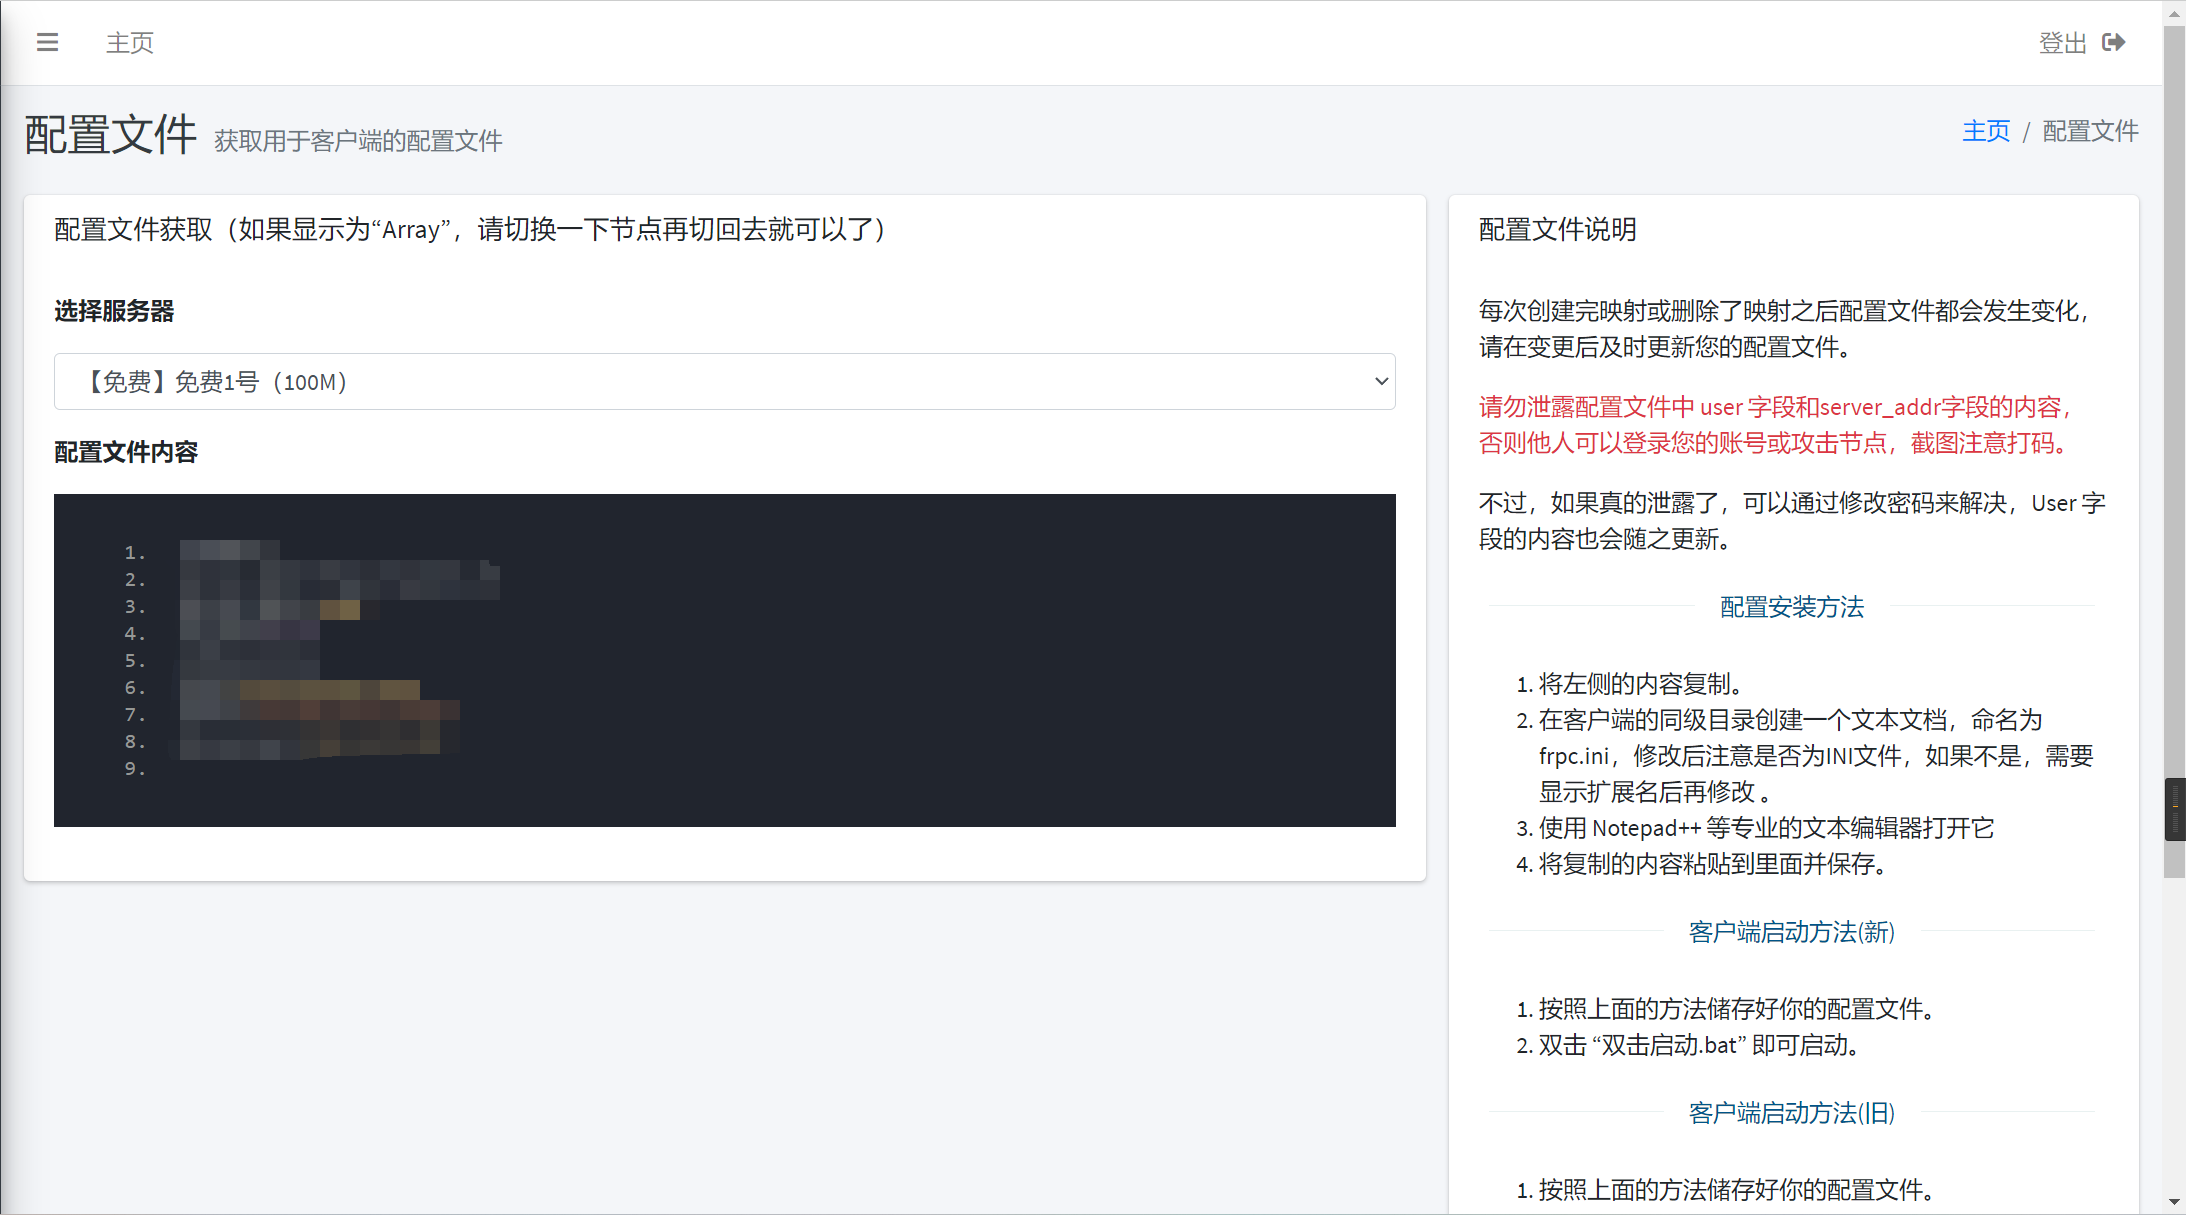 主页
登出
配置文件 获取用于客户端的配置文件
主页 / 配置文件
配置文件获取（如果显示为“Array”，请切换一下节点再切回去就可以了）
选择服务器
【免费】免费1号（100M）
配置文件内容
1.
2.
3.
4.
5.
6.
7.
8.
9.
配置文件说明
每次创建完映射或删除了映射之后配置文件都会发生变化，
请在变更后及时更新您的配置文件。
请勿泄露配置文件中 user 字段和server_addr字段的内容，
否则他人可以登录您的账号或攻击节点，截图注意打码。
不过，如果真的泄露了，可以通过修改密码来解决，User 字
段的内容也会随之更新。
配置安装方法
1. 将左侧的内容复制。
2. 在客户端的同级目录创建一个文本文档，命名为
frpc.ini，修改后注意是否为INI文件，如果不是，需要
显示扩展名后再修改 。
3. 使用 Notepad++ 等专业的文本编辑器打开它
4. 将复制的内容粘贴到里面并保存。
客户端启动方法(新)
1. 按照上面的方法储存好你的配置文件。
2. 双击 “双击启动.bat” 即可启动。
客户端启动方法(旧)
1. 按照上面的方法储存好你的配置文件。